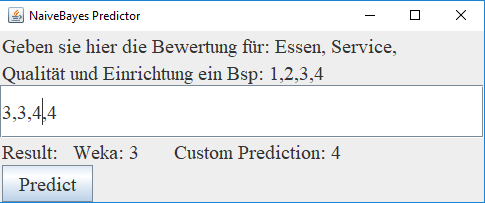 NaiveBayes Predictor
Geben sie hier die Bewertung für: Essen, Service,
Qualität und Einrichtung ein Bsp: 1,2,3,4
3,3,4,4
Result: Weka: 3 Custom Prediction: 4
Predict